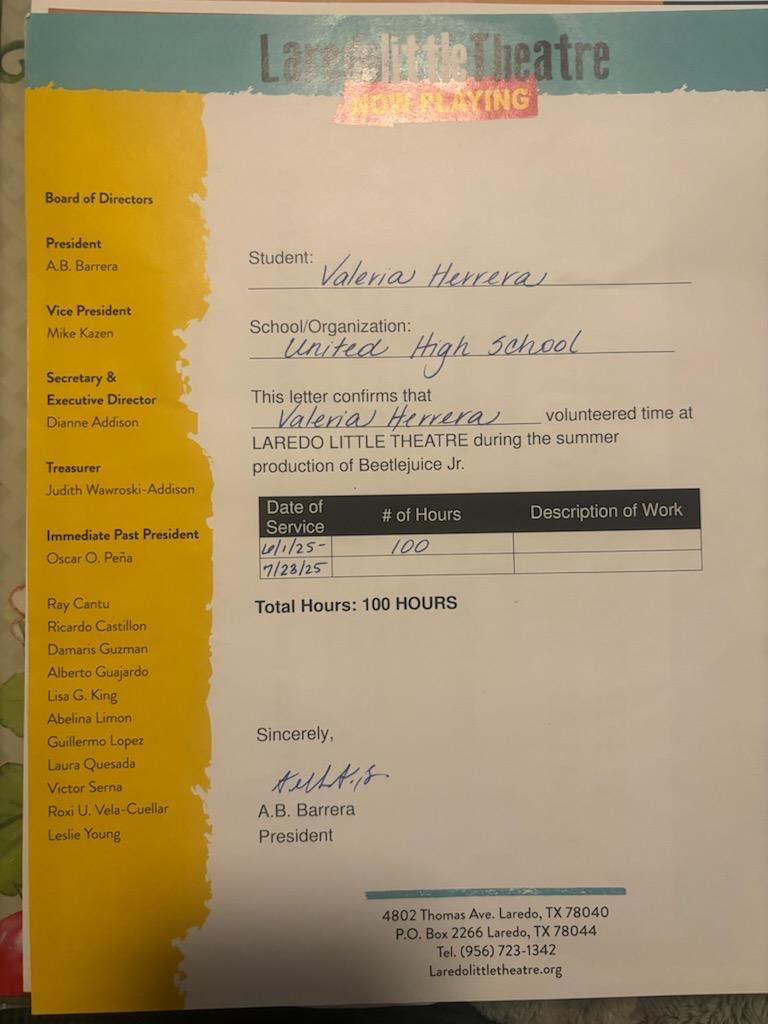 LaredolittleTheatre
NOW PLAYING
Board of Directors
President
A.B. Barrera
Vice President
Mike Kazen
Secretary &
Executive Director
Dianne Addison
Treasurer
Judith Wawroski-Addison
Immediate Past President
Oscar O. Peña
Ray Cantu
Ricardo Castillon
Damaris Guzman
Alberto Guajardo
Lisa G. King
Abelina Limon
Guillermo Lopez
Laura Quesada
Victor Serna
Roxi U. Vela-Cuellar
Leslie Young
Student: Valeria Herrera
School/Organization:
United High School
This letter confirms that
Valeria Herrera volunteered time at
LAREDO LITTLE THEATRE during the summer
production of Beetlejuice Jr.
Date of Service # of Hours Description of Work
6/1/25- 100
7/23/25
Total Hours: 100 HOURS
Sincerely,
A.B. Barrera
President
4802 Thomas Ave. Laredo, TX 78040
P.O. Box 2266 Laredo, TX 78044
Tel. (956) 723-1342
Laredolittletheatre.org